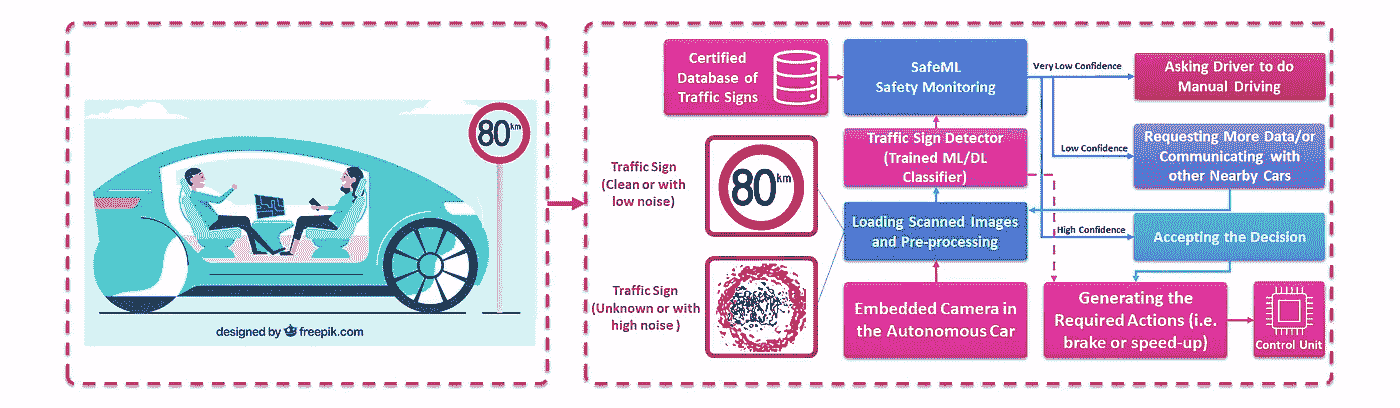 80 km
designed by freepik.com
Certified
Database of
Traffic Signs
SafeML
Safety Monitoring
Very Low Confidence
Asking Driver to do
Manual Driving
Traffic Sign
(Clean or with
low noise)
80 km
Traffic Sign Detector
(Trained ML/DL
Classifier)
Low Confidence
Requesting More Data/or
Communicating with
other Nearby Cars
Loading Scanned Images
and Pre-processing
High Confidence
Accepting the Decision
Traffic Sign
(Unknown or with
high noise )
Embedded Camera in
the Autonomous Car
Generating the
Required Actions (i.e.
brake or speed-up)
Control Unit